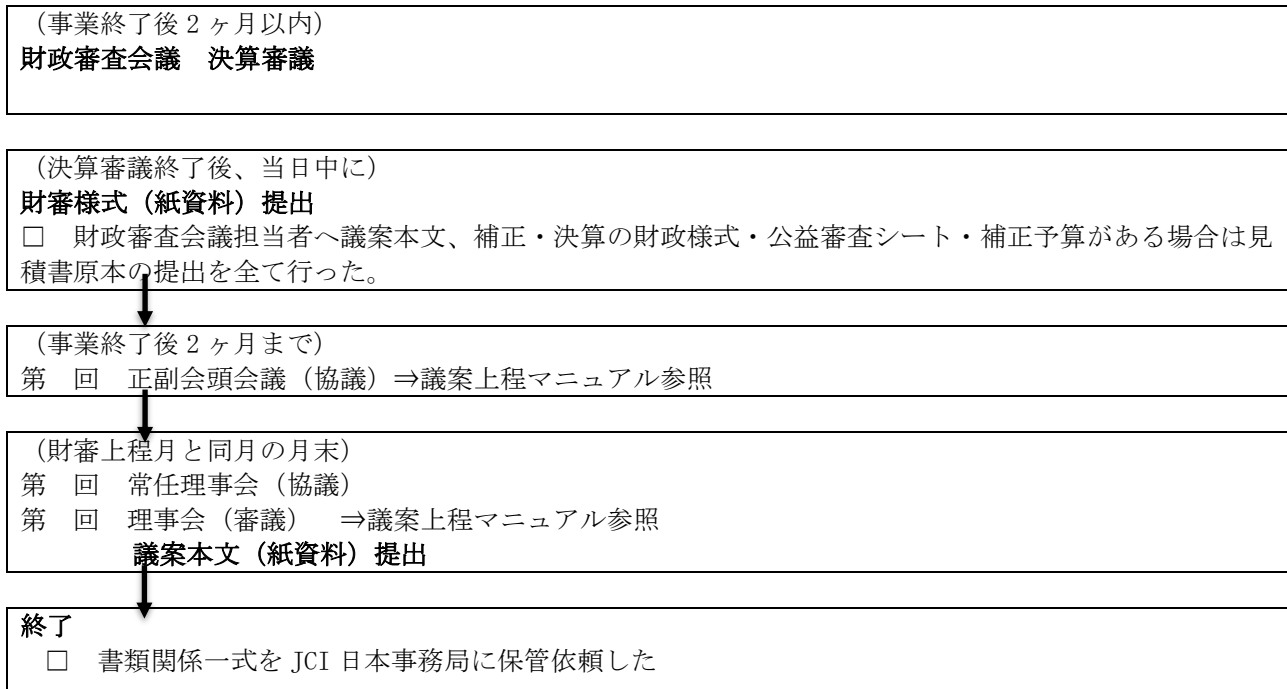 （事業終了後２ヶ月以内）
財政審査会議　決算審議
（決算審議終了後、当日中に）
財審様式（紙資料）提出
□　財政審査会議担当者へ議案本文、補正・決算の財政様式・公益審査シート・補正予算がある場合は見
積書原本の提出を全て行った。
（事業終了後２ヶ月まで）
第　回　正副会頭会議（協議）⇒議案上程マニュアル参照
（財審上程月と同月の月末）
第　回　常任理事会（協議）
第　回　理事会（審議）　⇒議案上程マニュアル参照
議案本文（紙資料）提出
終了
□　書類関係一式を JCI 日本事務局に保管依頼した